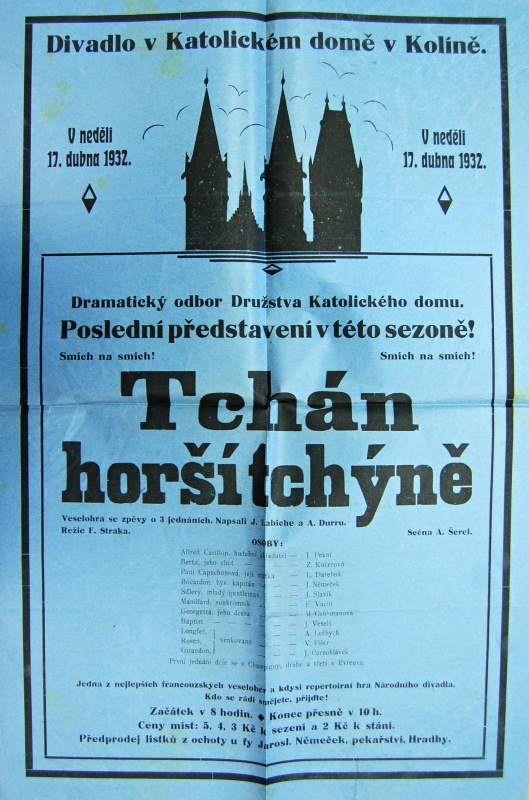 Divadlo v Katolickém domě v Kolíně.
V neděli
17. dubna 1932.
V neděli
17. dubna 1932.
Dramatický odbor Družstva Katolického domu.
Poslední představení v této sezoně!
Smích na smích!
Smích na smích!
Tchán
horší tchýně
Veselohra se zpěvy o 3 jednáních. Napsali J. Labiche a A. Durru.
Režie F. Straka.
Scéna A. Šerel.
OSOBY:
Alfred Carillon, hudební skladatel — J. Pekař
Berta, jeho choť — Z. Kučerová
Paní Capuchonová, její matka — L.
Bocardon, býv. kapitán — J. Němeček
Sillery, mladý gentleman — J. Slavík
Manillard, soukromník — F. Vacín
Georgetta, jeho dcera — M.
Baptist — J. Veselý
Longfer, A.
Rosen, venkované V. Fišer
Girandon, J. Černohlávek
První jednání děje se v Champigny, druhé a třetí v Evreuxu.
Jedna z nejlepších francouzských veseloher a kdysi repertoirní hra Národního divadla.
Kdo se rádi smějete, přijďte!
Začátek v 8 hodin. Konec přesně v 10 h.
Ceny míst: 5, 4, 3 Kč k sezení a 2 Kč k stání.
Předprodej lístků z ochoty u fy Jarosl. Němeček, pekařství, Hradby.